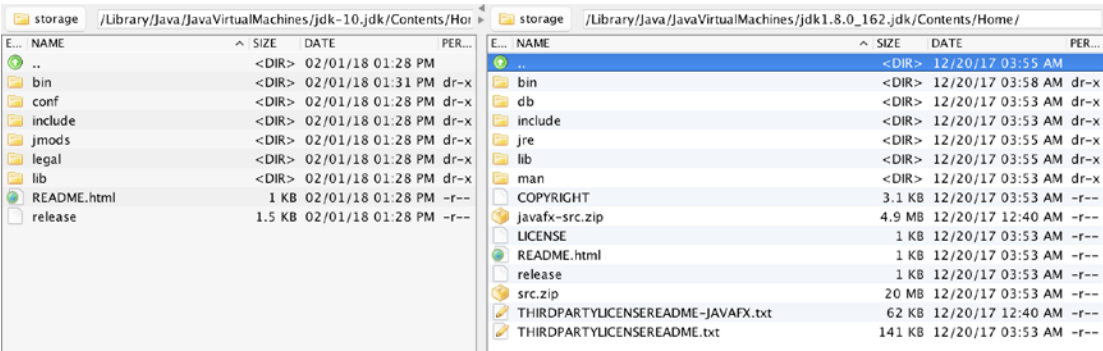 storage /Library/Java/JavaVirtualMachines/jdk-10.jdk/Contents/Hor
E... NAME SIZE DATE PER...
.. <DIR> 02/01/18 01:28 PM
bin <DIR> 02/01/18 01:31 PM dr-x
conf <DIR> 02/01/18 01:28 PM dr-x
include <DIR> 02/01/18 01:28 PM dr-x
jmods <DIR> 02/01/18 01:28 PM dr-x
legal <DIR> 02/01/18 01:28 PM dr-x
lib <DIR> 02/01/18 01:28 PM dr-x
README.html 1 KB 02/01/18 01:28 PM -r--
release 1.5 KB 02/01/18 01:28 PM -r--
storage /Library/Java/JavaVirtualMachines/jdk1.8.0_162.jdk/Contents/Home/
E... NAME SIZE DATE PER...
.. <DIR> 12/20/17 03:55 AM
bin <DIR> 12/20/17 03:58 AM dr-x
db <DIR> 12/20/17 03:53 AM dr-x
include <DIR> 12/20/17 03:53 AM dr-x
jre <DIR> 12/20/17 03:55 AM dr-x
lib <DIR> 12/20/17 03:55 AM dr-x
man <DIR> 12/20/17 03:53 AM dr-x
COPYRIGHT 3.1 KB 12/20/17 03:53 AM -r--
javafx-src.zip 4.9 MB 12/20/17 12:40 AM -r--
LICENSE 1 KB 12/20/17 03:53 AM -r--
README.html 1 KB 12/20/17 03:53 AM -r--
release 1 KB 12/20/17 03:53 AM -r--
src.zip 20 MB 12/20/17 03:53 AM -r--
THIRDPARTYLICENSEREADME-JAVAFX.txt 62 KB 12/20/17 12:40 AM -r--
THIRDPARTYLICENSEREADME.txt 141 KB 12/20/17 03:53 AM -r--